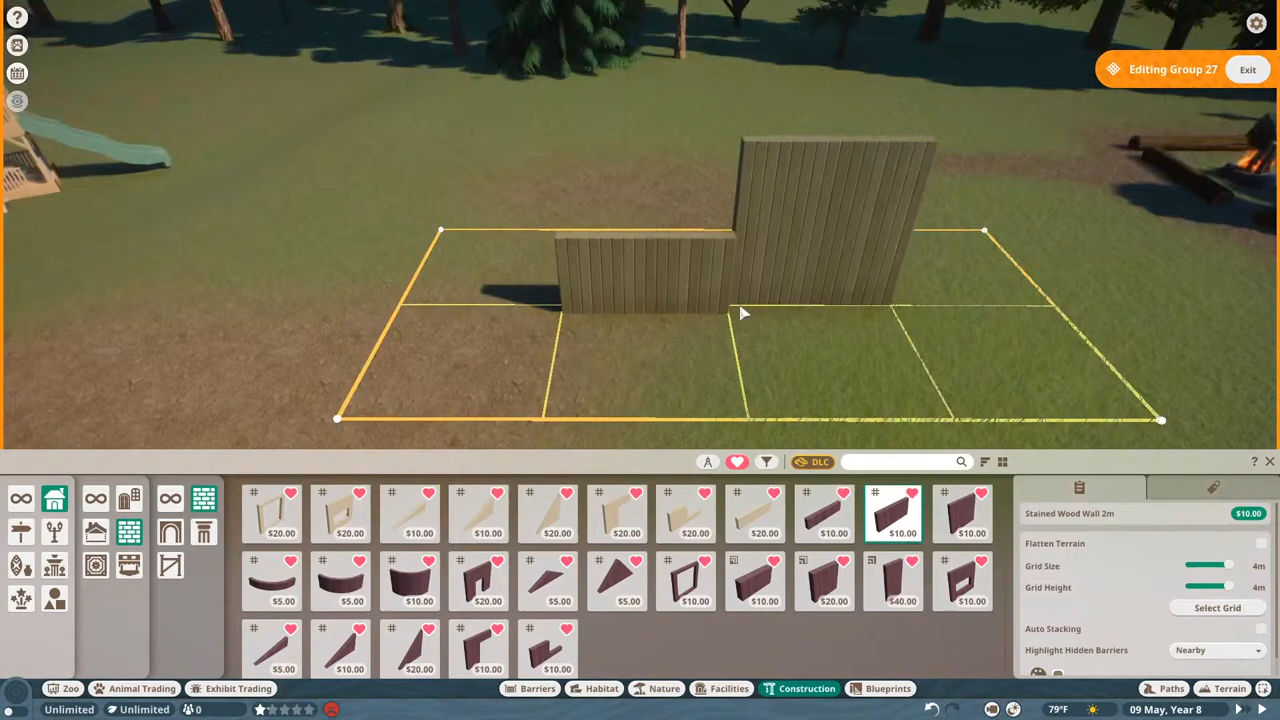 ?
Editing Group 27
Exit
DLC
?
$20.00
$20.00
$10.00
$10.00
$20.00
$20.00
$20.00
$20.00
$10.00
$10.00
$10.00
Stained Wood Wall 2m
$10.00
Flatten Terrain
Grid Size
4m
Grid Height
4m
Select Grid
Auto Stacking
Highlight Hidden Barriers
Nearby
$5.00
$5.00
$10.00
$20.00
$5.00
$5.00
$10.00
$10.00
$20.00
$40.00
$10.00
$5.00
$10.00
$20.00
$10.00
$10.00
Zoo
Animal Trading
Exhibit Trading
Barriers
Habitat
Nature
Facilities
Construction
Blueprints
Paths
Terrain
Unlimited
Unlimited
0
79°F
09 May, Year 8